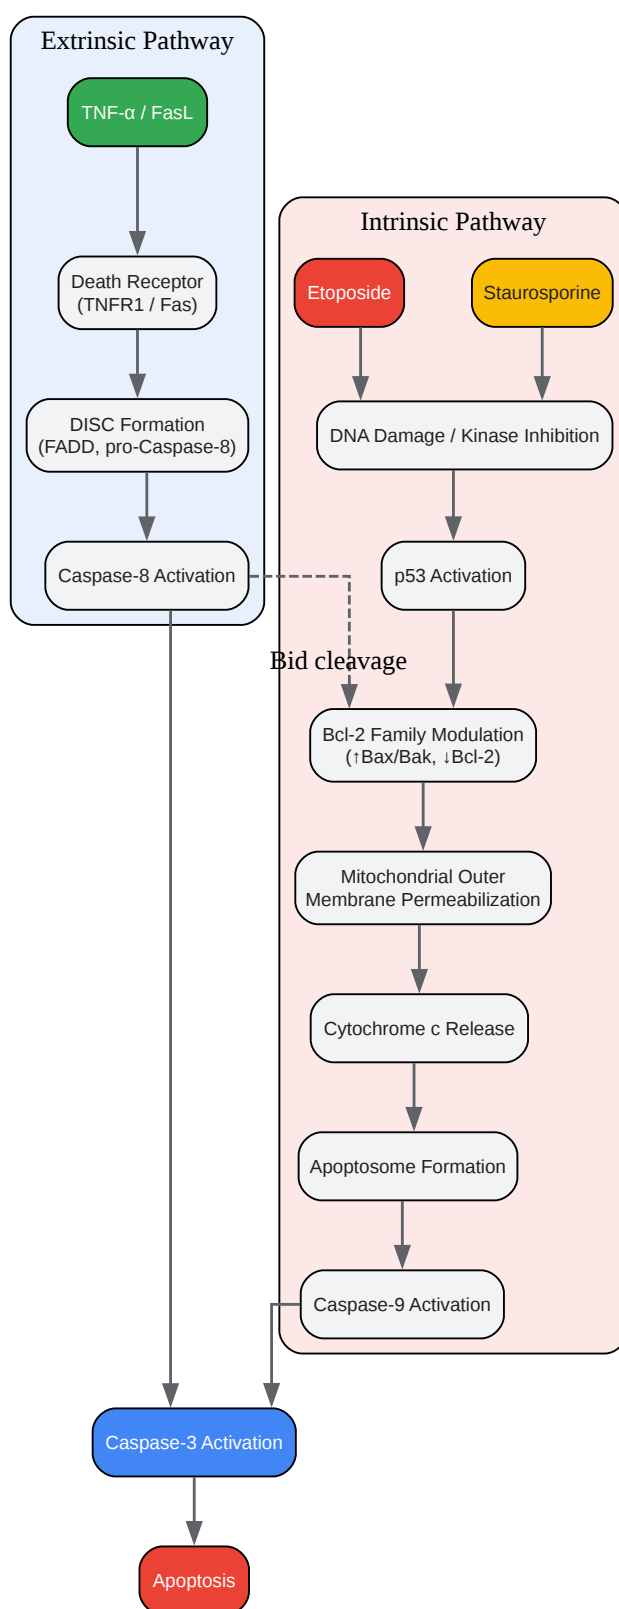 Extrinsic Pathway
TNF-α / FasL
Death Receptor
(TNFR1 / Fas)
DISC Formation
(FADD, pro-Caspase-8)
Caspase-8 Activation
Intrinsic Pathway
Etoposide
Staurosporine
DNA Damage / Kinase Inhibition
p53 Activation
Bid cleavage
Bcl-2 Family Modulation
(↑Bax/Bak, ↓Bcl-2)
Mitochondrial Outer
Membrane Permeabilization
Cytochrome c Release
Apoptosome Formation
Caspase-9 Activation
Caspase-3 Activation
Apoptosis